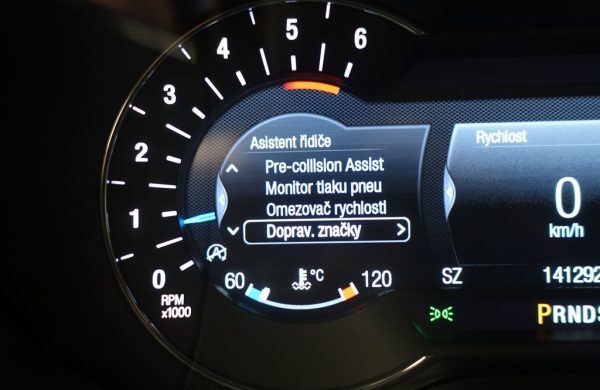 6
5
4
3
2
1
0
RPM
x1000
Asistent řidiče
Pre-collision Assist
Monitor tlaku pneu
Omezovač rychlosti
Doprav. značky
60
°C
120
Rychlost
0
km/h
SZ
141292
PRNDS